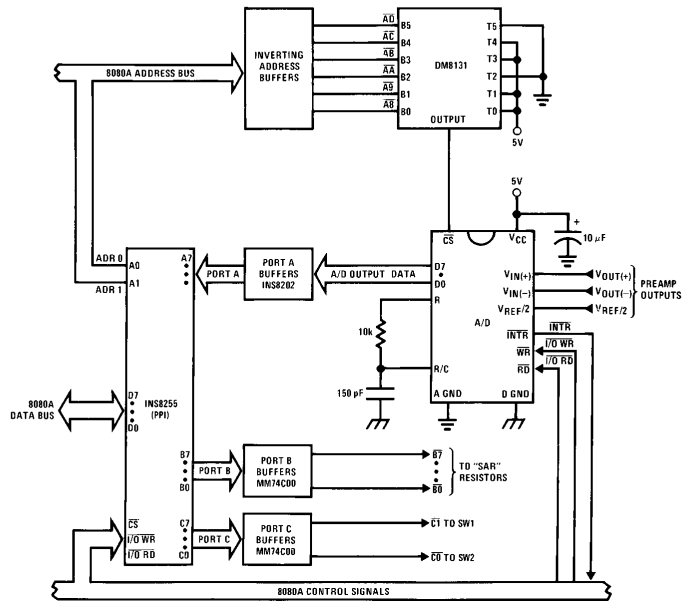 8080A ADDRESS BUS
INVERTING
ADDRESS
BUFFERS
AD
AC
AB
AA
A9
A8
B5
B4
B3
B2
B1
B0
DM8131
OUTPUT
T5
T4
T3
T2
T1
T0
5V
5V
+
10 μF
CS
VCC
ADR 0
ADR 1
A0
A1
A7
A0
PORT A
PORT A
BUFFERS
INS8202
A/D OUTPUT DATA
D7
D0
R
10k
R/C
150 pF
A/D
VIN(+)
VIN(−)
VREF/2
INTR
WR
RD
A GND
D GND
VOUT(+)
VOUT(−)
VREF/2
PREAMP
OUTPUTS
INTR
I/O WR
I/O RD
8080A
DATA BUS
D7
D0
INS8255
(PPI)
B7
B0
PORT B
PORT B
BUFFERS
MM74C00
B7
B0
TO "SAR"
RESISTORS
CS
I/O WR
I/O RD
C7
C0
PORT C
PORT C
BUFFERS
MM74C00
C1 TO SW1
C0 TO SW2
8080A CONTROL SIGNALS